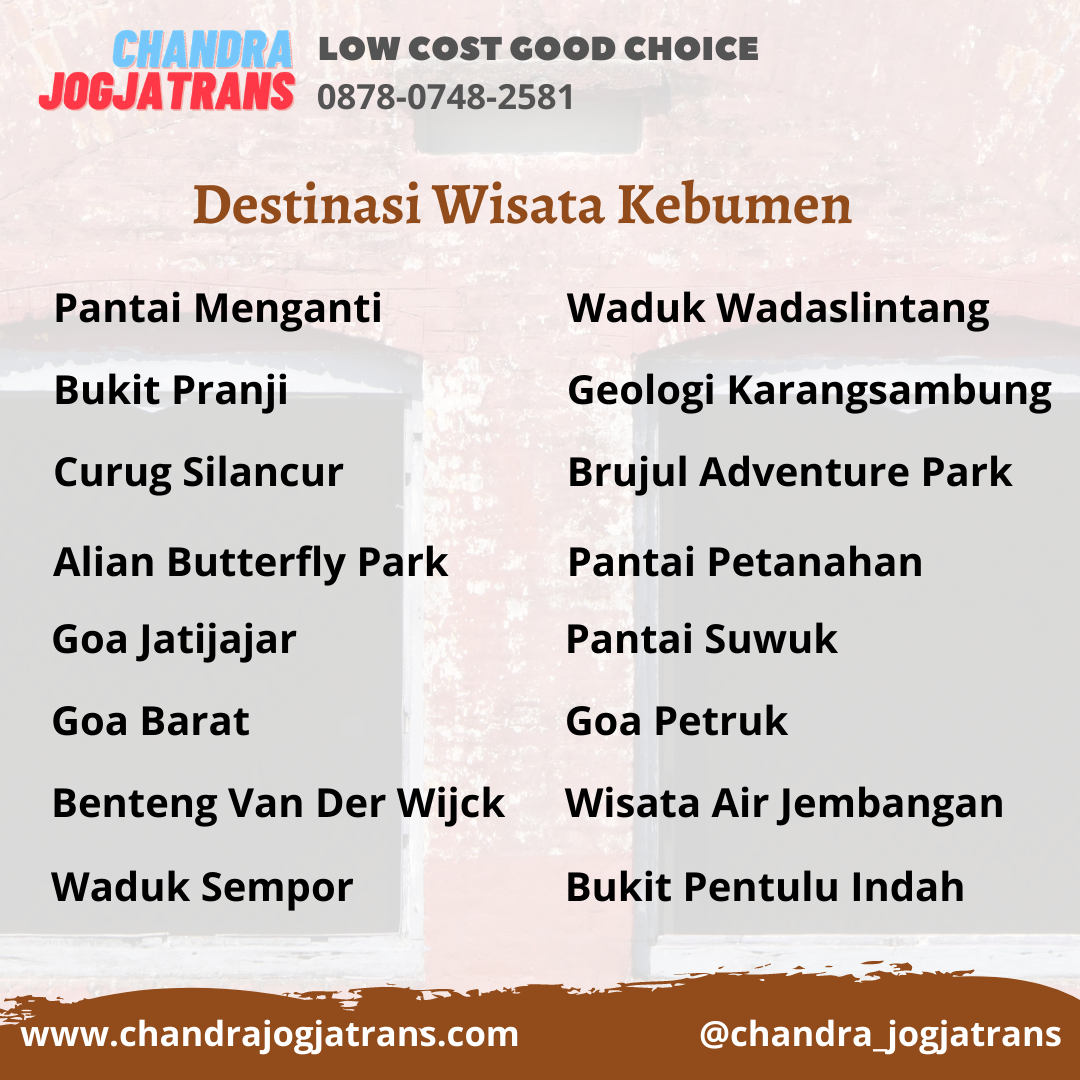 CHANDRA
JOGJATRANS
LOW COST GOOD CHOICE
0878-0748-2581
Destinasi Wisata Kebumen
Pantai Menganti
Bukit Pranji
Curug Silancur
Alian Butterfly Park
Goa Jatijajar
Goa Barat
Benteng Van Der Wijck
Waduk Sempor
Waduk Wadaslintang
Geologi Karangsambung
Brujul Adventure Park
Pantai Petanahan
Pantai Suwuk
Goa Petruk
Wisata Air Jembangan
Bukit Pentulu Indah
www.chandrajogjatrans.com
@chandra_jogjatrans